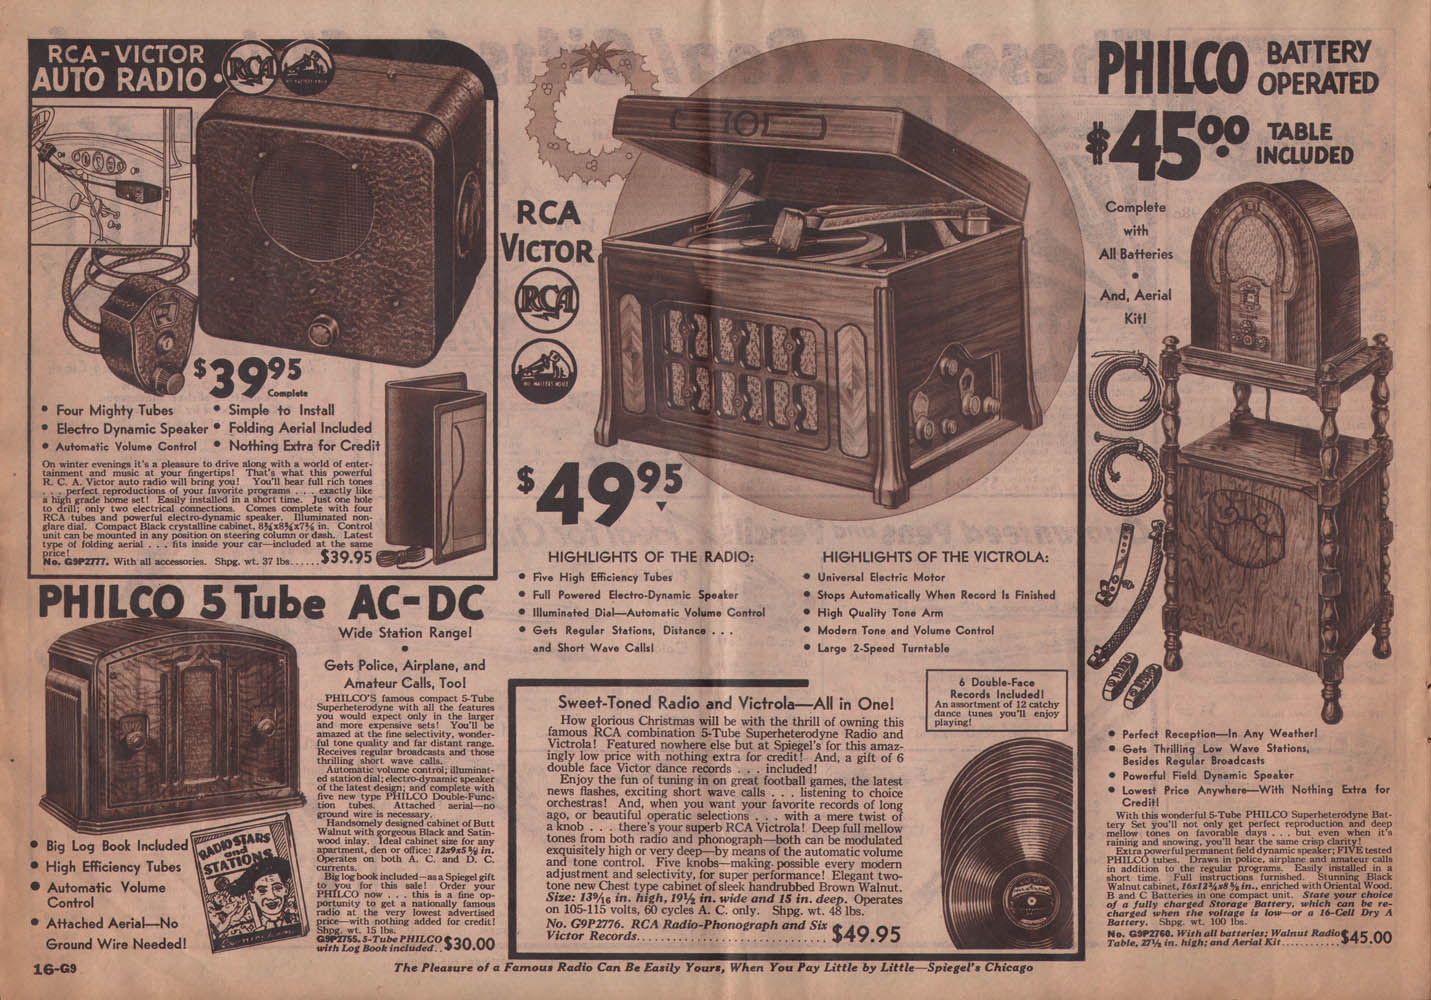 RCA-VICTOR
AUTO RADIO •
RCA
HIS MASTER'S VOICE
$39.95
Complete
• Four Mighty Tubes
• Electro Dynamic Speaker
• Automatic Volume Control
• Simple to Install
• Folding Aerial Included
• Nothing Extra for Credit
On winter evenings it's a pleasure to drive along with a world of enter-
tainment and music at your fingertips! That's what this powerful
R. C. A. Victor auto radio will bring you! You'll hear full rich tones
. . . perfect reproductions of your favorite programs . . . exactly like
a high grade home set! Easily installed in a short time. Just one hole
to drill; only two electrical connections. Comes complete with four
RCA tubes and powerful electro-dynamic speaker. Illuminated non-
glare dial. Compact Black crystalline cabinet, 8¾x8¾x7⅝ in. Control
unit can be mounted in any position on steering column or dash. Latest
type of folding aerial . . . fits inside your car—included at the same
price!
No. G9P2777. With all accessories. Shpg. wt. 37 lbs......$39.95
PHILCO 5 Tube AC-DC
Wide Station Range!
•
Gets Police, Airplane, and
Amateur Calls, Too!
PHILCO'S famous compact 5-Tube
Superheterodyne with all the features
you would expect only in the larger
and more expensive sets! You'll be
amazed at the fine selectivity, wonder-
ful tone quality and far distant range.
Receives regular broadcasts and those
thrilling short wave calls.
Automatic volume control; illuminat-
ed station dial; electro-dynamic speaker
of the latest design; and complete with
five new type PHILCO Double-Func-
tion tubes. Attached aerial—no
ground wire is necessary.
Handsomely designed cabinet of Butt
Walnut with gorgeous Black and Satin-
wood inlay. Ideal cabinet size for any
apartment, den or office: 12x9x5¾ in.
Operates on both A. C. and D. C.
currents.
Big log book included—as a Spiegel gift
to you for this sale! Order your
PHILCO now . . . this is a fine op-
portunity to get a nationally famous
radio at the very lowest advertised
price—with nothing added for credit!
Shpg. wt. 15 lbs.
G9P2755. 5-Tube PHILCO
with Log Book included.. $30.00
• Big Log Book Included
• High Efficiency Tubes
• Automatic Volume
Control
• Attached Aerial—No
Ground Wire Needed!
RADIO STARS
and
STATIONS
16-G9
RCA
VICTOR
RCA
HIS MASTERS VOICE
$49.95
HIGHLIGHTS OF THE RADIO:
• Five High Efficiency Tubes
• Full Powered Electro-Dynamic Speaker
• Illuminated Dial—Automatic Volume Control
• Gets Regular Stations, Distance . . .
and Short Wave Calls!
HIGHLIGHTS OF THE VICTROLA:
• Universal Electric Motor
• Stops Automatically When Record Is Finished
• High Quality Tone Arm
• Modern Tone and Volume Control
• Large 2-Speed Turntable
Sweet-Toned Radio and Victrola—All in One!
How glorious Christmas will be with the thrill of owning this
famous RCA combination 5-Tube Superheterodyne Radio and
Victrola! Featured nowhere else but at Spiegel's for this amaz-
ingly low price with nothing extra for credit! And, a gift of 6
double face Victor dance records . . . included!
Enjoy the fun of tuning in on great football games, the latest
news flashes, exciting short wave calls . . . listening to choice
orchestras! And, when you want your favorite records of long
ago, or beautiful operatic selections . . . with a mere twist of
a knob . . . there's your superb RCA Victrola! Deep full mellow
tones from both radio and phonograph—both can be modulated
exquisitely high or very deep—by means of the automatic volume
and tone control. Five knobs—making possible every modern
adjustment and selectivity, for super performance! Elegant two-
tone new Chest type cabinet of sleek handrubbed Brown Walnut.
Size: 13 9/16 in. high, 19½ in. wide and 15 in. deep. Operates
on 105-115 volts, 60 cycles A. C. only. Shpg. wt. 48 lbs.
No. G9P2776. RCA Radio-Phonograph and Six
Victor Records........................... $49.95
6 Double-Face
Records Included!
An assortment of 12 catchy
dance tunes you'll enjoy
playing!
PHILCO BATTERY
OPERATED
$45.00 TABLE
INCLUDED
Complete
with
All Batteries
•
And, Aerial
Kit!
• Perfect Reception—In Any Weather!
• Gets Thrilling Low Wave Stations,
Besides Regular Broadcasts
• Powerful Field Dynamic Speaker
• Lowest Price Anywhere—With Nothing Extra for
Credit!
With this wonderful 5-Tube PHILCO Superheterodyne Bat-
tery Set you'll not only get perfect reproduction and deep
mellow tones on favorable days . . . but even when it's
raining and snowing, you'll hear the same crisp clarity!
Extra powerful permanent field dynamic speaker; FIVE tested
PHILCO tubes. Draws in police, airplane and amateur calls
in addition to the regular programs. Easily installed in a
short time. Full instructions furnished. Stunning Black
Walnut cabinet, 16x12¾x8⅝ in., enriched with Oriental Wood.
B and C Batteries in one compact unit. State your choice
of a fully charged Storage Battery, which can be re-
charged when the voltage is low—or a 16-Cell Dry A
Battery. Shpg. wt. 100 lbs.
No. G9P2760. With all batteries; Walnut Radio
Table, 27½ in. high; and Aerial Kit.......... $45.00
The Pleasure of a Famous Radio Can Be Easily Yours, When You Pay Little by Little—Spiegel's Chicago